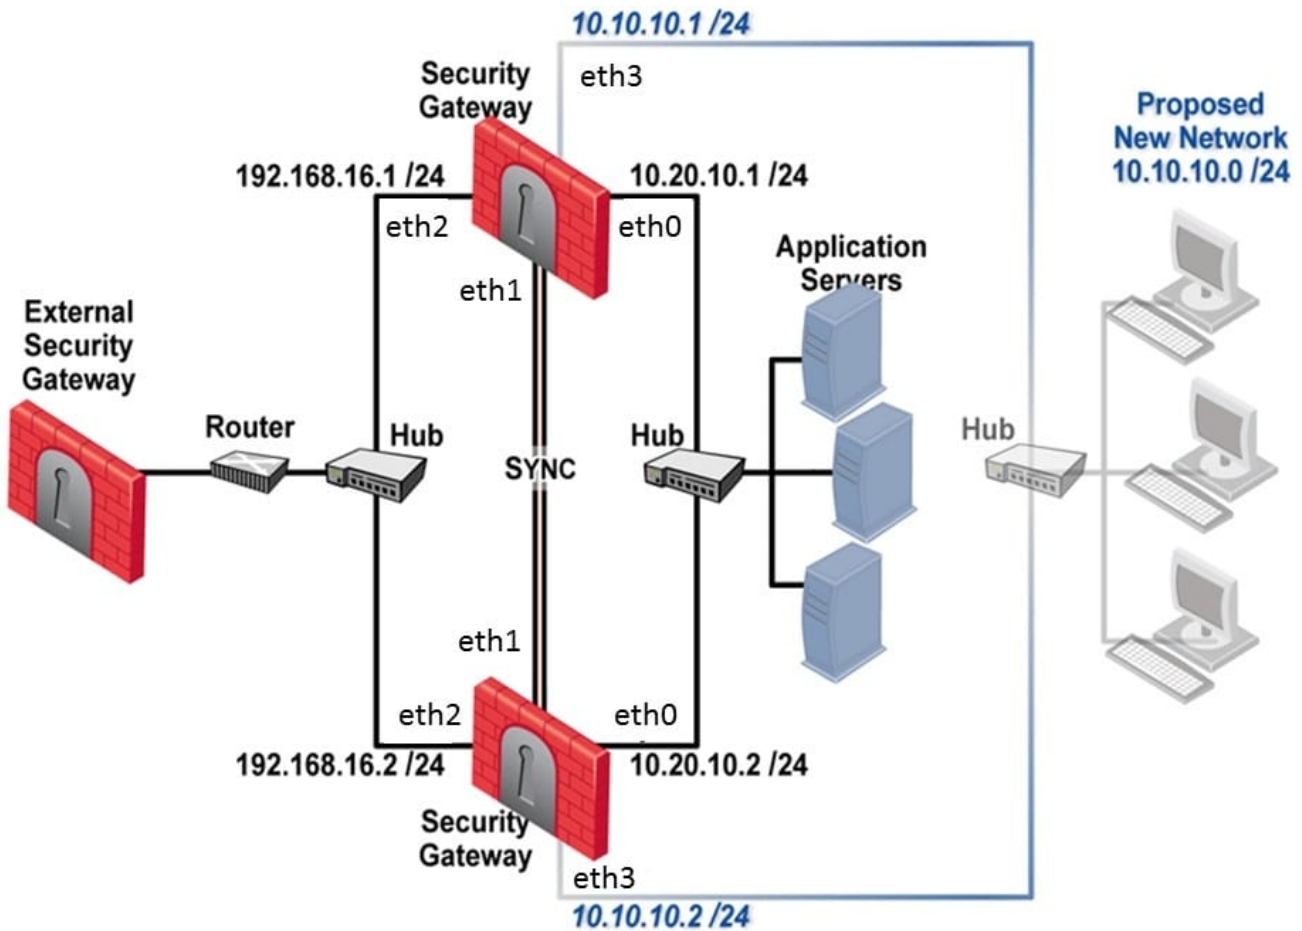 10.10.10.1 /24
Security
Gateway
eth3
Proposed
New Network
10.10.10.0 /24
192.168.16.1 /24
10.20.10.1 /24
eth2
eth0
Application
Servers
eth1
External
Security
Gateway
Router
Hub
SYNC
Hub
Hub
eth1
eth2
eth0
192.168.16.2 /24
10.20.10.2 /24
Security
Gateway
eth3
10.10.10.2 /24